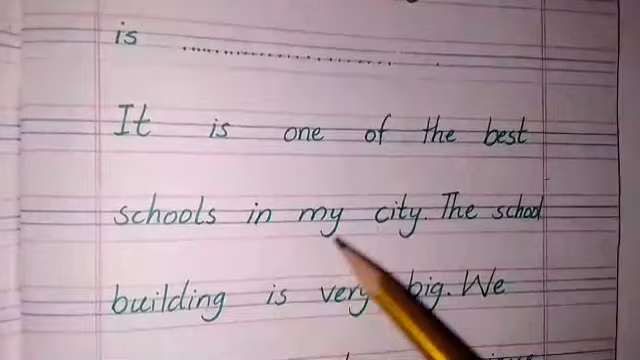 is ..............................
It is one of the best
schools in my city. The school
building is very big. We